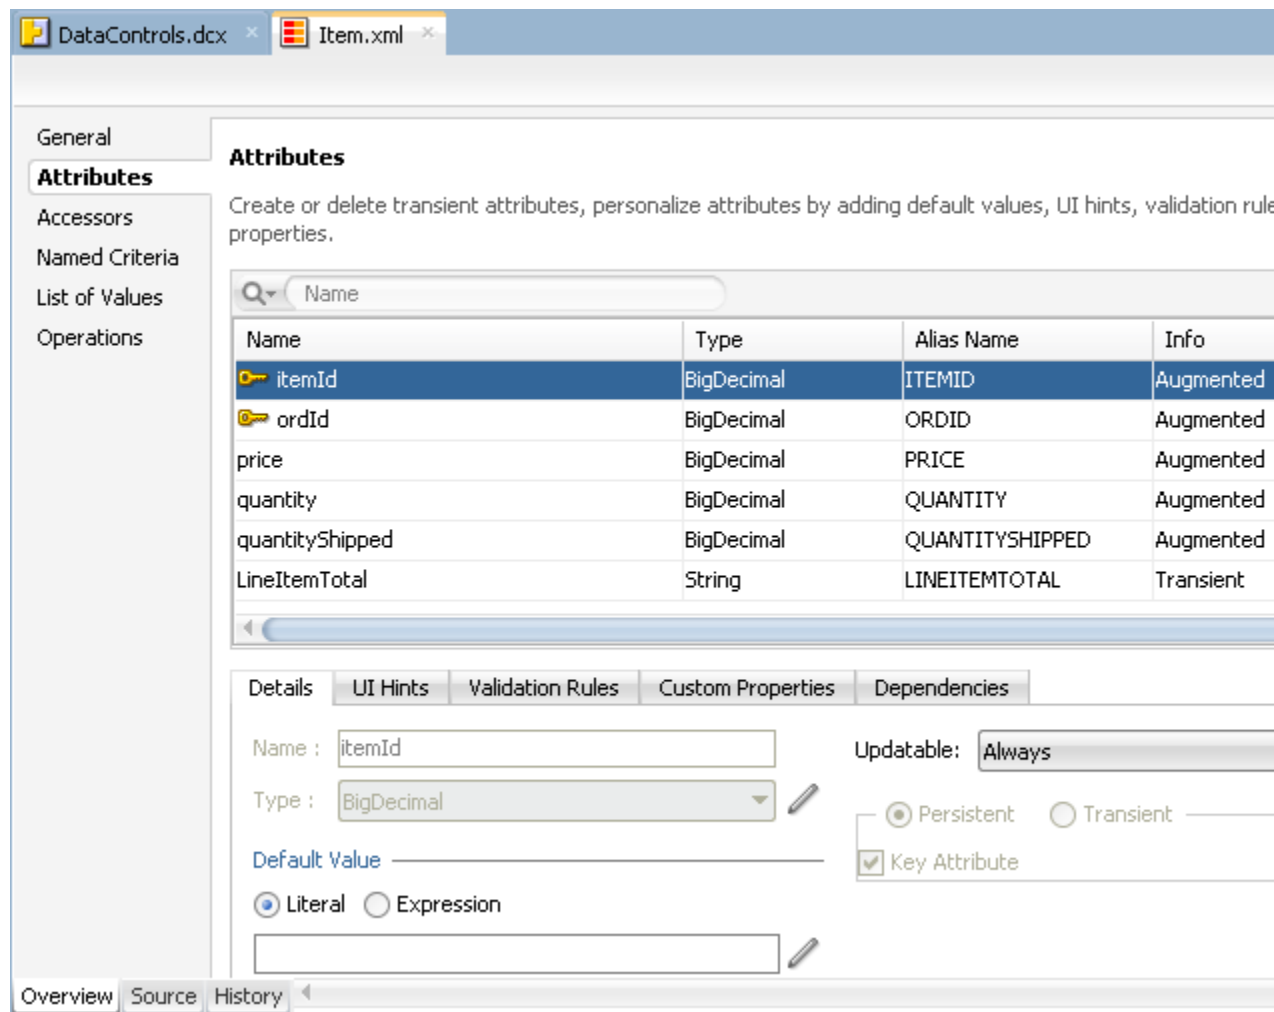 DataControls.dcx
Item.xml
General
Attributes
Accessors
Named Criteria
List of Values
Operations
Attributes
Create or delete transient attributes, personalize attributes by adding default values, UI hints, validation rule
properties.
Name
Name Type Alias Name Info
itemId BigDecimal ITEMID Augmented
ordId BigDecimal ORDID Augmented
price BigDecimal PRICE Augmented
quantity BigDecimal QUANTITY Augmented
quantityShipped BigDecimal QUANTITYSHIPPED Augmented
LineItemTotal String LINEITEMTOTAL Transient
Details UI Hints Validation Rules Custom Properties Dependencies
Name : itemId
Updatable: Always
Type : BigDecimal
Persistent Transient
Key Attribute
Default Value
Literal Expression
Overview Source History